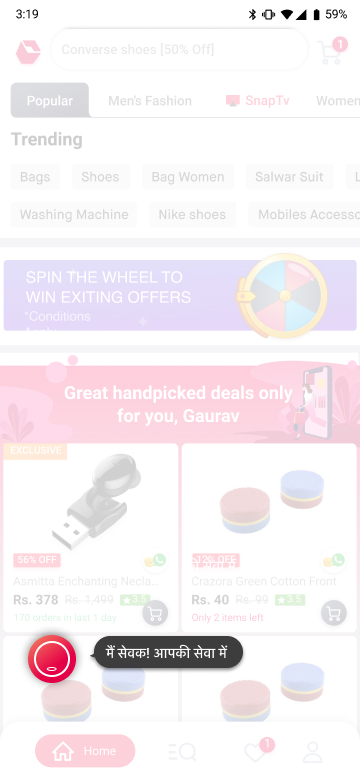 3:19
59%
Converse shoes [50% Off]
1
Popular
Men's Fashion
SnapTv
Women
Trending
Bags
Shoes
Bag Women
Salwar Suit
Washing Machine
Nike shoes
Mobiles Accesso
SPIN THE WHEEL TO
WIN EXITING OFFERS
*Conditions
Great handpicked deals only
for you, Gaurav
EXCLUSIVE
56% OFF
Asmitta Enchanting Necla...
Crazora Green Cotton Front
Rs. 378 Rs. 1,499 ★3.5
Rs. 40 Rs. 99 ★3.5
170 orders in last 1 day
Only 2 items left
मैं सेवक! आपकी सेवा में
Home
1